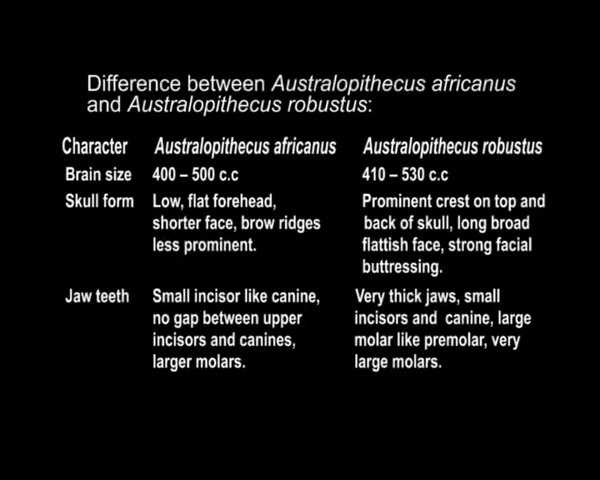 Difference between Australopithecus africanus
and Australopithecus robustus:
Character Australopithecus africanus Australopithecus robustus
Brain size 400 – 500 c.c 410 – 530 c.c
Skull form Low, flat forehead, Prominent crest on top and
shorter face, brow ridges back of skull, long broad
less prominent. flattish face, strong facial
buttressing.
Jaw teeth Small incisor like canine, Very thick jaws, small
no gap between upper incisors and canine, large
incisors and canines, molar like premolar, very
larger molars. large molars.